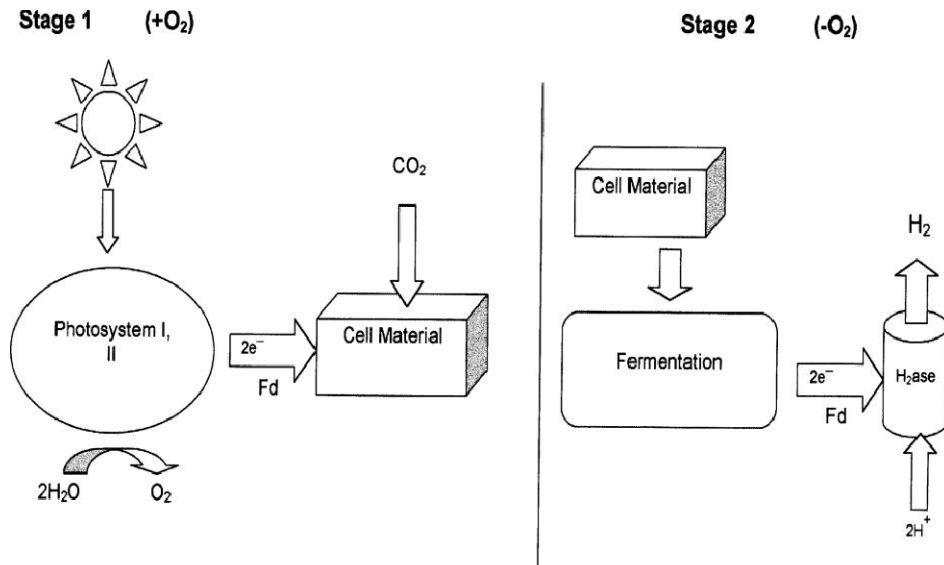 Stage 1 (+O₂)
Stage 2 (-O₂)
CO₂
Photosystem I,
II
2e⁻
Fd
Cell Material
2H₂O
O₂
Cell Material
Fermentation
2e⁻
Fd
H₂
H₂ase
2H⁺